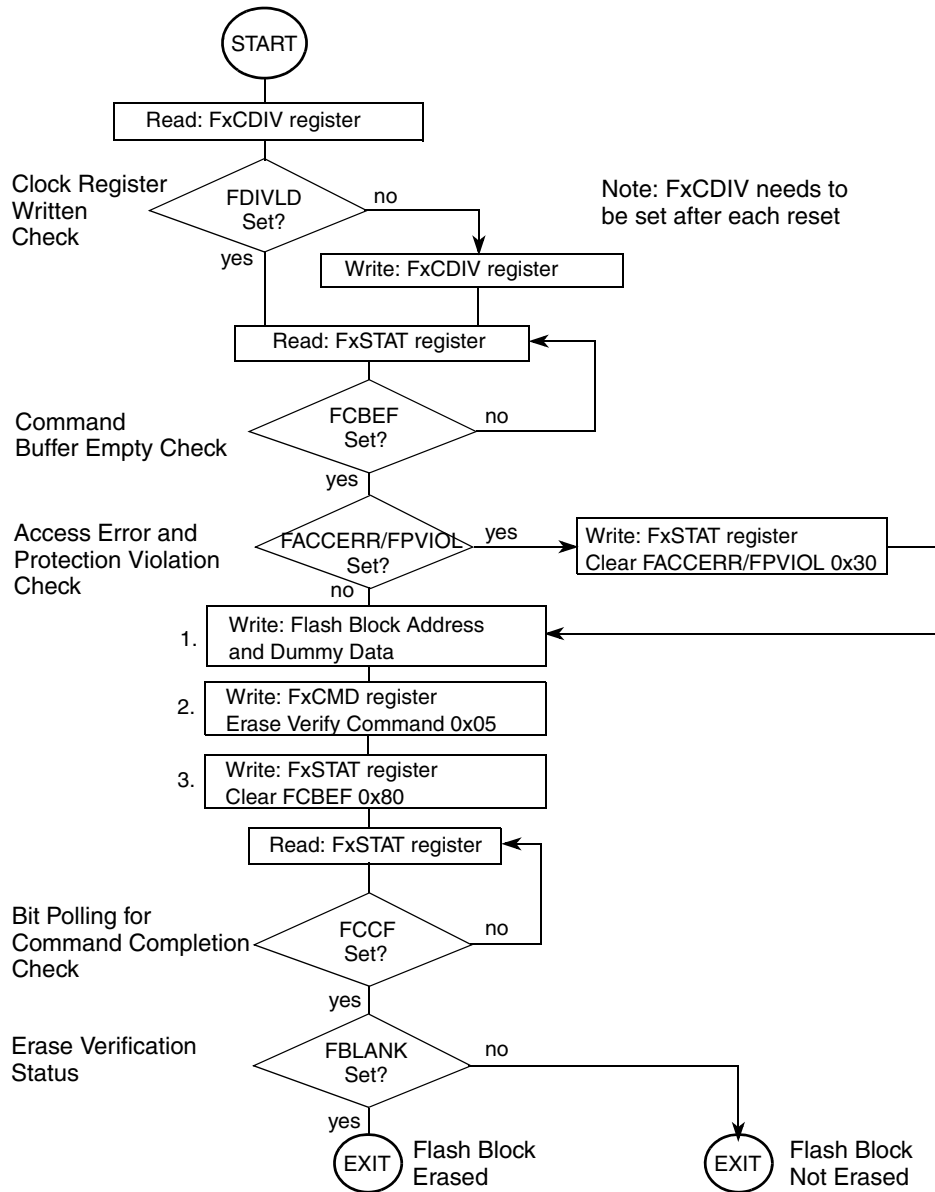 START
Read: FxCDIV register
Clock Register
Written
Check
FDIVLD
Set?
no
yes
Note: FxCDIV needs to
be set after each reset
Write: FxCDIV register
Read: FxSTAT register
Command
Buffer Empty Check
FCBEF
Set?
no
yes
Access Error and
Protection Violation
Check
FACCERR/FPVIOL
Set?
yes
no
Write: FxSTAT register
Clear FACCERR/FPVIOL 0x30
1.
Write: Flash Block Address
and Dummy Data
2.
Write: FxCMD register
Erase Verify Command 0x05
3.
Write: FxSTAT register
Clear FCBEF 0x80
Read: FxSTAT register
Bit Polling for
Command Completion
Check
FCCF
Set?
no
yes
Erase Verification
Status
FBLANK
Set?
no
yes
EXIT
Flash Block
Erased
EXIT
Flash Block
Not Erased